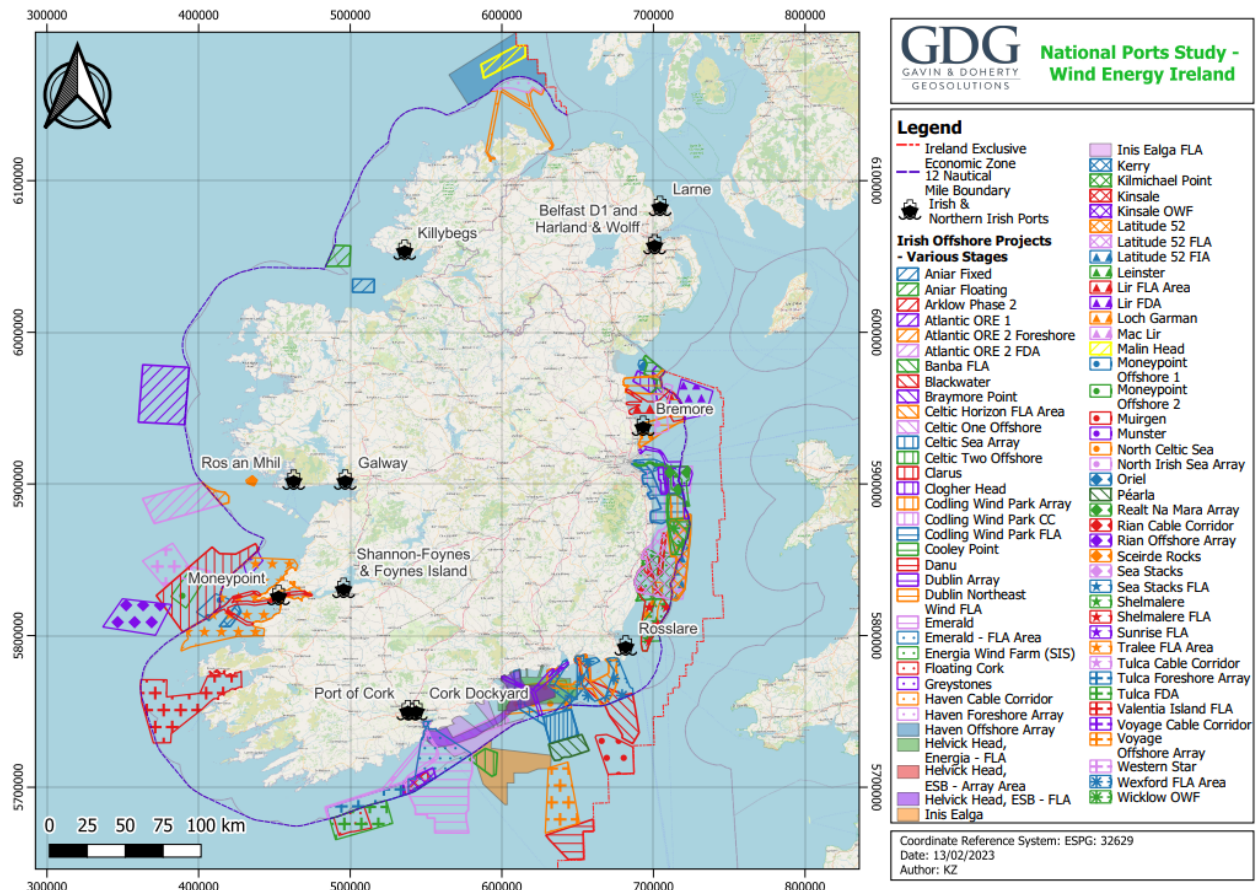 300000 400000 500000 600000 700000 800000
6100000
6000000
5900000
5800000
5700000
Larne
Belfast D1 and
Harland & Wolff
Killybegs
Bremore
Ros an Mhil
Galway
Shannon-Foynes
& Foynes Island
Moneypoint
Rosslare
Port of Cork
Cork Dockyard
0 25 50 75 100 km
6100000
6000000
5900000
5800000
5700000
300000 400000 500000 600000 700000 800000
GDG
GAVIN & DOHERTY
GEOSOLUTIONS
National Ports Study -
Wind Energy Ireland
Legend
Ireland Exclusive
Economic Zone
12 Nautical
Mile Boundary
Irish &
Northern Irish Ports
Irish Offshore Projects
- Various Stages
Aniar Fixed
Aniar Floating
Arklow Phase 2
Atlantic ORE 1
Atlantic ORE 2 Foreshore
Atlantic ORE 2 FDA
Banba FLA
Blackwater
Braymore Point
Celtic Horizon FLA Area
Celtic One Offshore
Celtic Sea Array
Celtic Two Offshore
Clarus
Clogher Head
Codling Wind Park Array
Codling Wind Park CC
Codling Wind Park FLA
Cooley Point
Danu
Dublin Array
Dublin Northeast
Wind FLA
Emerald
Emerald - FLA Area
Energia Wind Farm (SIS)
Floating Cork
Greystones
Haven Cable Corridor
Haven Foreshore Array
Haven Offshore Array
Helvick Head,
Energia - FLA
Helvick Head,
ESB - Array Area
Helvick Head, ESB - FLA
Inis Ealga
Inis Ealga FLA
Kerry
Kilmichael Point
Kinsale
Kinsale OWF
Latitude 52
Latitude 52 FLA
Latitude 52 FIA
Leinster
Lir FLA Area
Lir FDA
Loch Garman
Mac Lir
Malin Head
Moneypoint
Offshore 1
Moneypoint
Offshore 2
Muirgen
Munster
North Celtic Sea
North Irish Sea Array
Oriel
Péarla
Realt Na Mara Array
Rian Cable Corridor
Rian Offshore Array
Sceirde Rocks
Sea Stacks
Sea Stacks FLA
Shelmalere
Shelmalere FLA
Sunrise FLA
Tralee FLA Area
Tulca Cable Corridor
Tulca Foreshore Array
Tulca FDA
Valentia Island FLA
Voyage Cable Corridor
Voyage
Offshore Array
Western Star
Wexford FLA Area
Wicklow OWF
Coordinate Reference System: ESPG: 32629
Date: 13/02/2023
Author: KZ